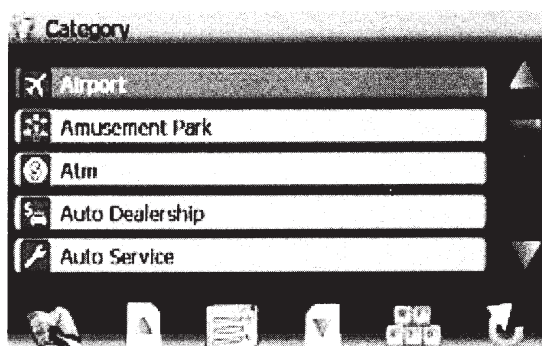 Category
Airport
Amusement Park
Atm
Auto Dealership
Auto Service